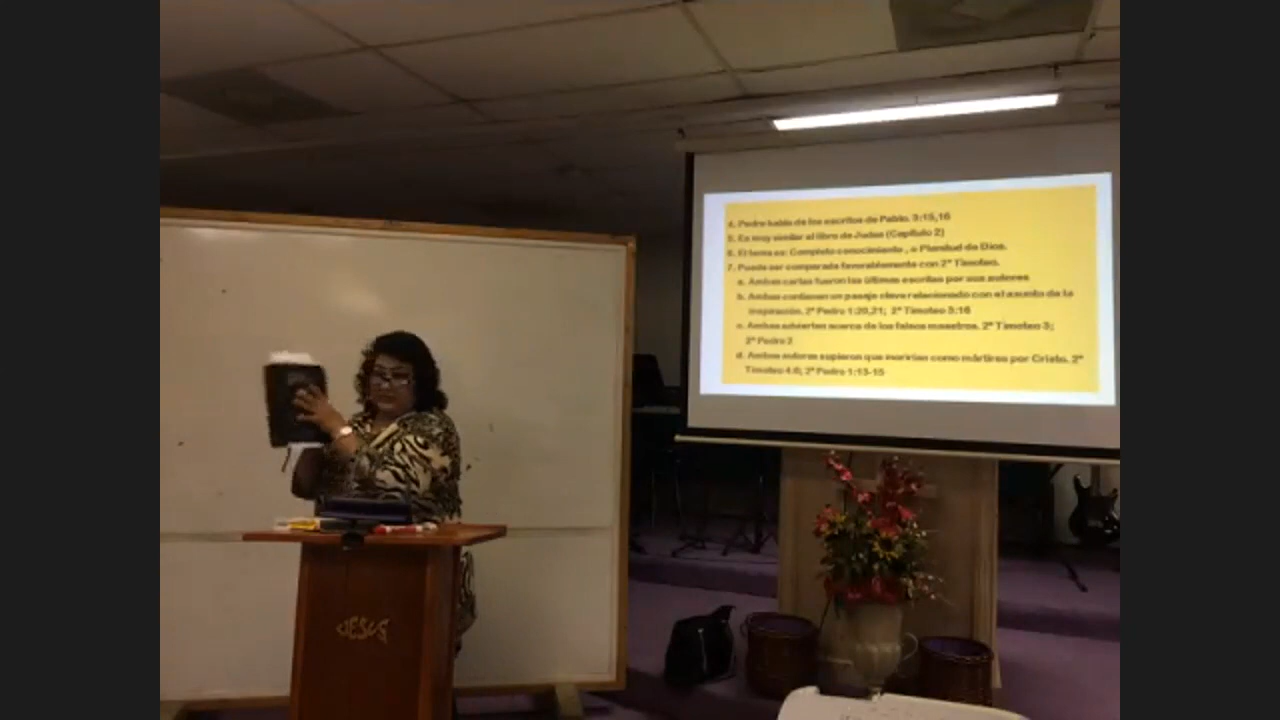 4. Pedro habla de los escritos de Pablo. 3:15,16
5. Es muy similar al libro de Judas (Capítulo 2)
6. El tema es: Completo conocimiento , o Plenitud de Dios.
7. Puede ser comparada favorablemente con 2ª Timoteo.
a. Ambas cartas fueron las últimas escritas por sus autores
b. Ambas contienen un pasaje clave relacionado con el asunto de la
inspiración. 2ª Pedro 1:20,21; 2ª Timoteo 3:16
c. Ambas advierten acerca de los falsos maestros. 2ª Timoteo 3;
2ª Pedro 2
d. Ambos autores supieron que morirían como mártires por Cristo. 2ª
Timoteo 4:6; 2ª Pedro 1:13-15
JESUS